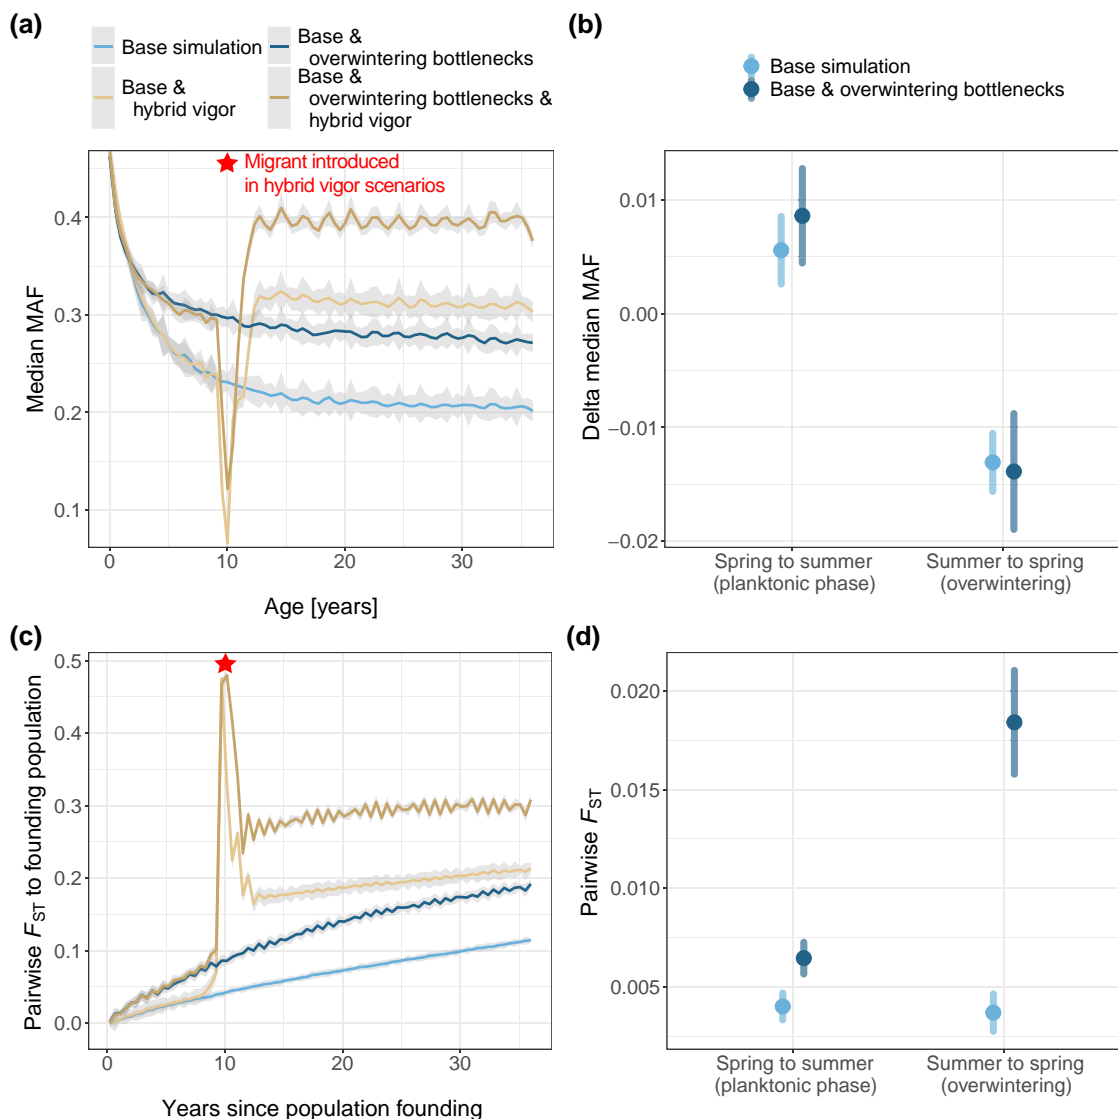 (a)
Base simulation
Base &
overwintering bottlenecks
Base &
hybrid vigor
Base &
overwintering bottlenecks &
hybrid vigor
Migrant introduced
in hybrid vigor scenarios
Median MAF
0.4
0.3
0.2
0.1
0
10
20
30
Age [years]
(b)
Base simulation
Base & overwintering bottlenecks
Delta median MAF
0.01
0.00
−0.01
−0.02
Spring to summer
(planktonic phase)
Summer to spring
(overwintering)
(c)
Pairwise FST to founding population
0.5
0.4
0.3
0.2
0.1
0.0
0
10
20
30
Years since population founding
(d)
Pairwise FST
0.020
0.015
0.010
0.005
Spring to summer
(planktonic phase)
Summer to spring
(overwintering)